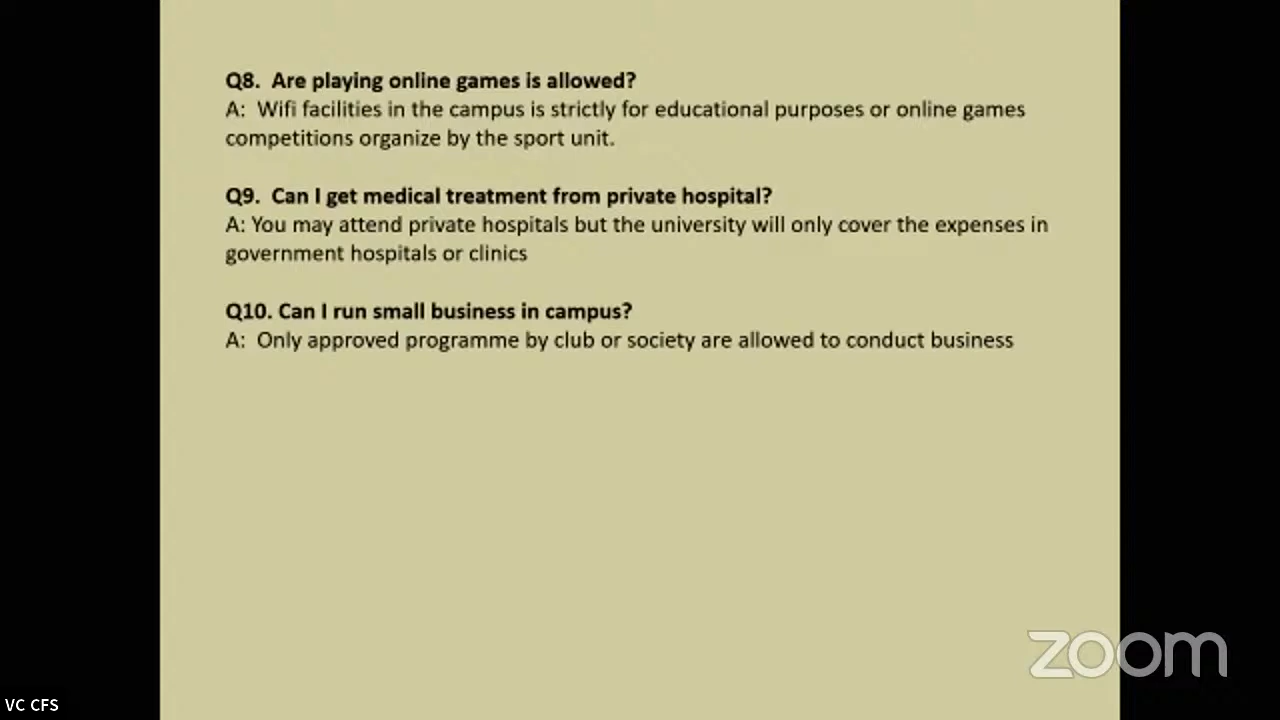 Q8. Are playing online games is allowed?
A: Wifi facilities in the campus is strictly for educational purposes or online games
competitions organize by the sport unit.
Q9. Can I get medical treatment from private hospital?
A: You may attend private hospitals but the university will only cover the expenses in
government hospitals or clinics
Q10. Can I run small business in campus?
A: Only approved programme by club or society are allowed to conduct business
zoom
VC CFS